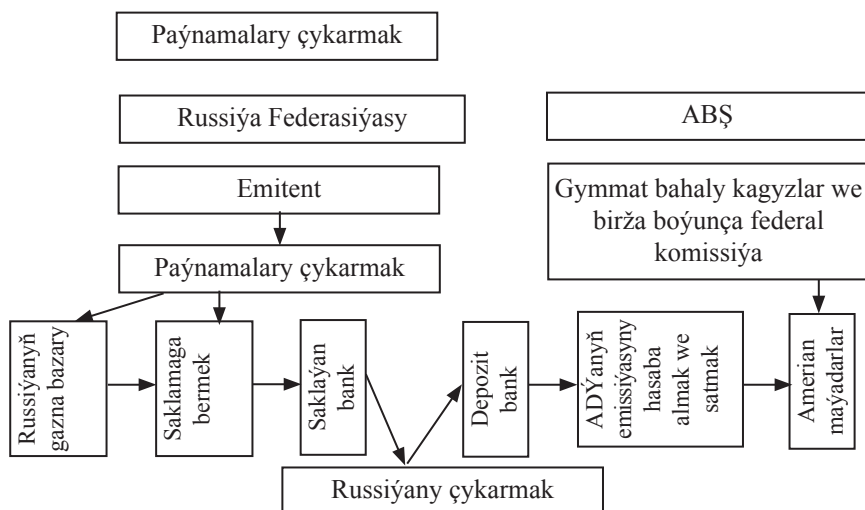 Paýnamalary çykarmak
Russiýa Federasiýasy
ABŞ
Emitent
Gymmat bahaly kagyzlar we
birža boýunça federal
komissiýa
Paýnamalary çykarmak
Russiýanyň
gazna bazary
Saklamaga
bermek
Saklaýan
bank
Depozit
bank
ADÝanyň
emissiýasyny
hasaba
almak we
satmak
Amerian
maýadarlar
Russiýany çykarmak